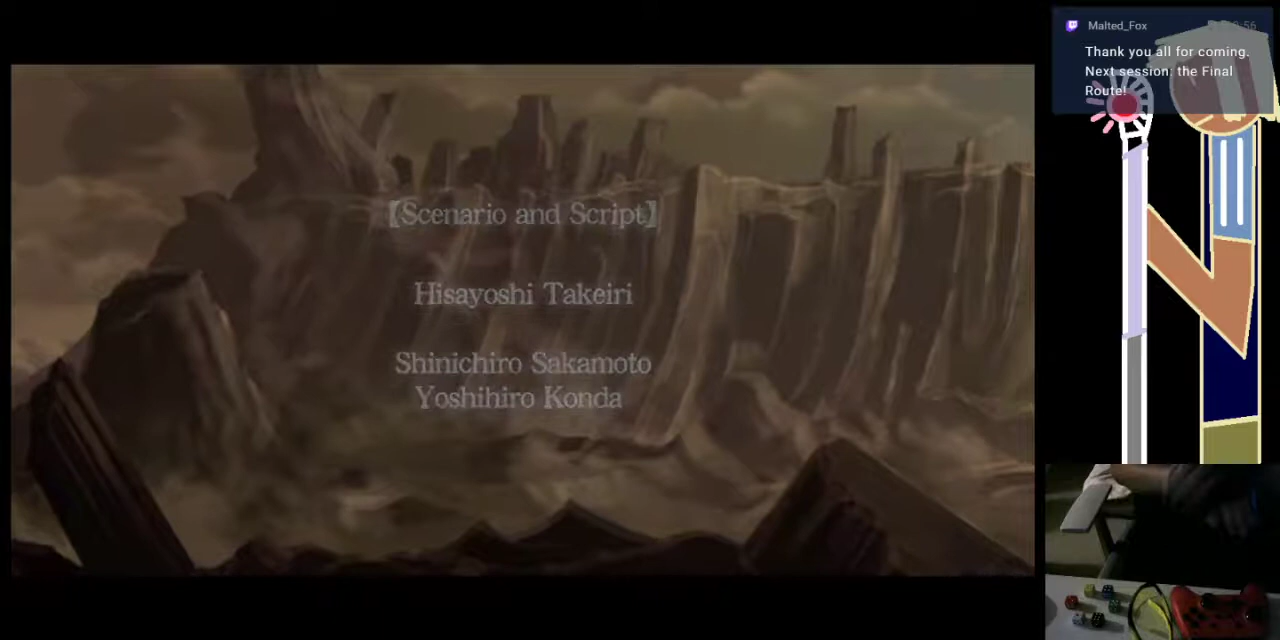 【Scenario and Script】
Hisayoshi Takeiri
Shinichiro Sakamoto
Yoshihiro Konda
Malted_Fox
Thank you all for coming.
Next session: the Final
Route!